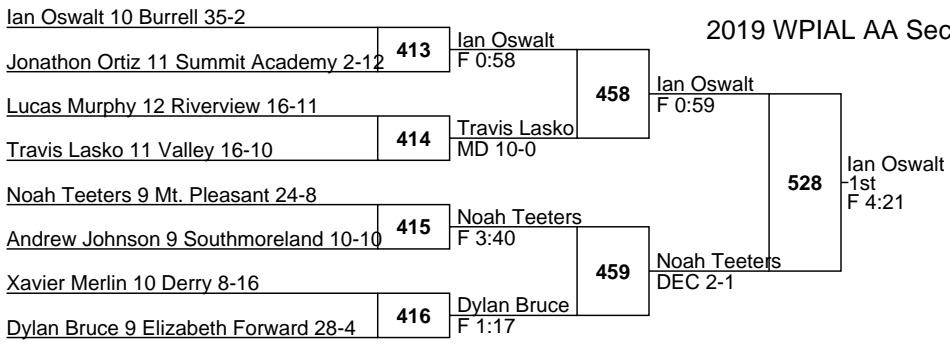 2019 WPIAL AA Sec
Ian Oswalt 10 Burrell 35-2
413
Jonathon Ortiz 11 Summit Academy 2-12
Ian Oswalt
F 0:58
Lucas Murphy 12 Riverview 16-11
414
Travis Lasko 11 Valley 16-10
Travis Lasko
MD 10-0
458
Ian Oswalt
F 0:59
Noah Teeters 9 Mt. Pleasant 24-8
415
Andrew Johnson 9 Southmoreland 10-10
Noah Teeters
F 3:40
Xavier Merlin 10 Derry 8-16
416
Dylan Bruce 9 Elizabeth Forward 28-4
Dylan Bruce
F 1:17
459
Noah Teeters
DEC 2-1
528
Ian Oswalt
1st
F 4:21